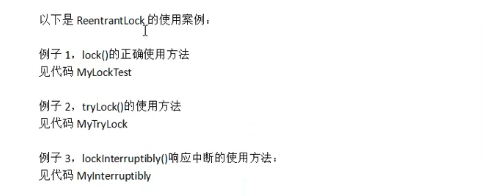 以下是 ReentrantLock 的使用案例：
例子 1，lock()的正确使用方法
见代码 MyLockTest
例子 2，tryLock()的使用方法
见代码 MyTryLock
例子 3，lockInterruptibly()响应中断的使用方法：
见代码 MyInterruptibly